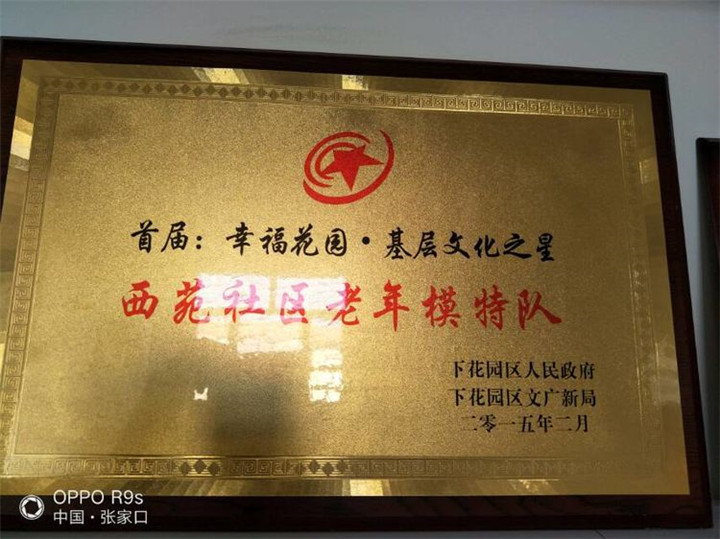 首届：幸福花园·基层文化之星
西苑社区老年模特队
下花园区人民政府
下花园区文广新局
二零一五年二月
OPPO R9s
中国·张家口